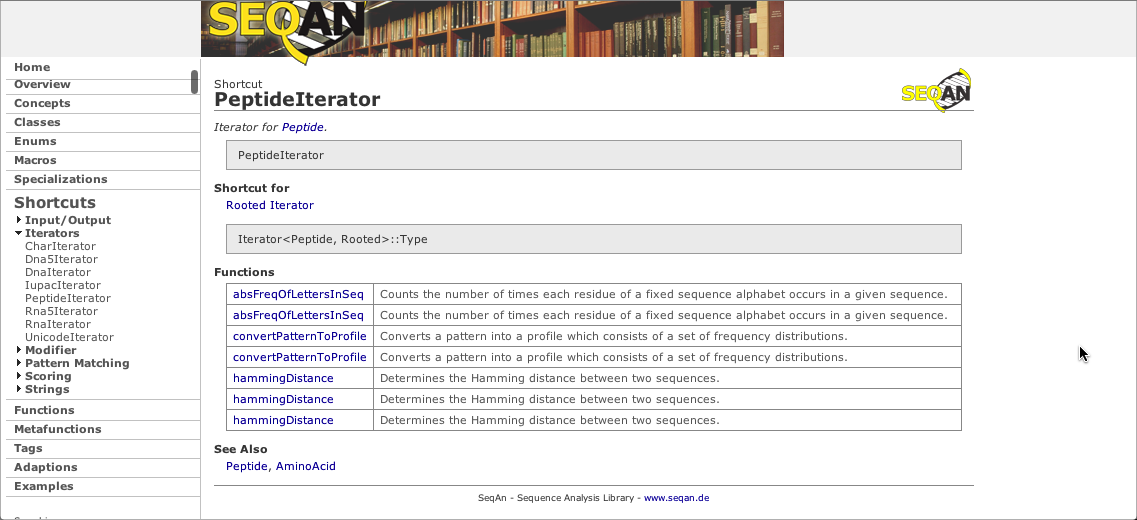 SEQAN
Home
Overview
Concepts
Classes
Enums
Macros
Specializations
Shortcuts
Input/Output
Iterators
CharIterator
Dna5Iterator
DnaIterator
IupacIterator
PeptideIterator
Rna5Iterator
RnaIterator
UnicodeIterator
Modifier
Pattern Matching
Scoring
Strings
Functions
Metafunctions
Tags
Adaptions
Examples
Shortcut
PeptideIterator
SEQAN
Iterator for Peptide.
PeptideIterator
Shortcut for
Rooted Iterator
Iterator<Peptide, Rooted>::Type
Functions
absFreqOfLettersInSeq Counts the number of times each residue of a fixed sequence alphabet occurs in a given sequence.
absFreqOfLettersInSeq Counts the number of times each residue of a fixed sequence alphabet occurs in a given sequence.
convertPatternToProfile Converts a pattern into a profile which consists of a set of frequency distributions.
convertPatternToProfile Converts a pattern into a profile which consists of a set of frequency distributions.
hammingDistance Determines the Hamming distance between two sequences.
hammingDistance Determines the Hamming distance between two sequences.
hammingDistance Determines the Hamming distance between two sequences.
See Also
Peptide, AminoAcid
SeqAn - Sequence Analysis Library - www.seqan.de